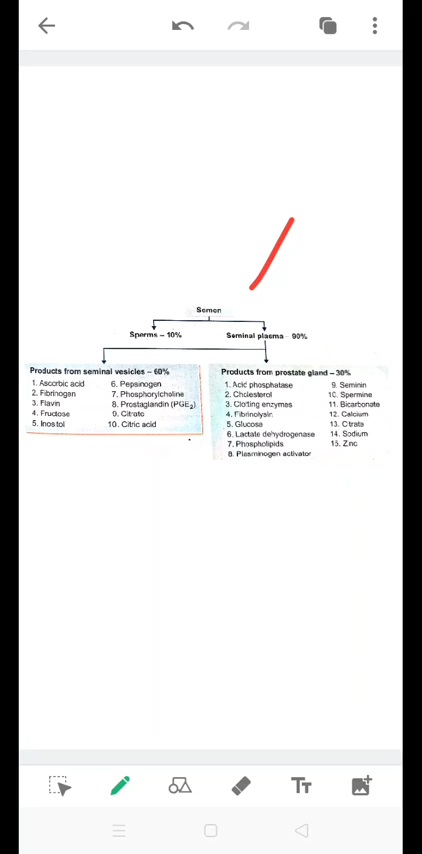 Semen
Sperms – 10%
Seminal plasma – 90%
Products from seminal vesicles – 60%
1. Ascorbic acid
2. Fibrinogen
3. Flavin
4. Fructose
5. Inositol
6. Pepsinogen
7. Phosphorylcholine
8. Prostaglandin (PGE2)
9. Citrate
10. Citric acid
Products from prostate gland – 30%
1. Acid phosphatase
2. Cholesterol
3. Clotting enzymes
4. Fibrinolysin
5. Glucose
6. Lactate dehydrogenase
7. Phospholipids
8. Plasminogen activator
9. Seminin
10. Spermine
11. Bicarbonate
12. Calcium
13. Citrate
14. Sodium
15. Zinc
TT